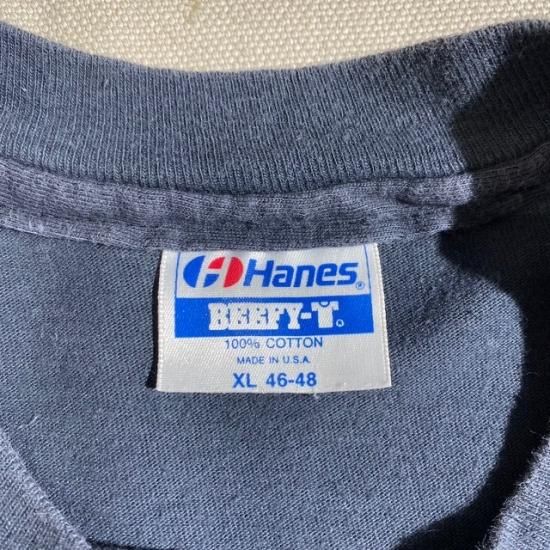 Hanes®
BEEFY-T®
100% COTTON
MADE IN U.S.A.
XL 46-48